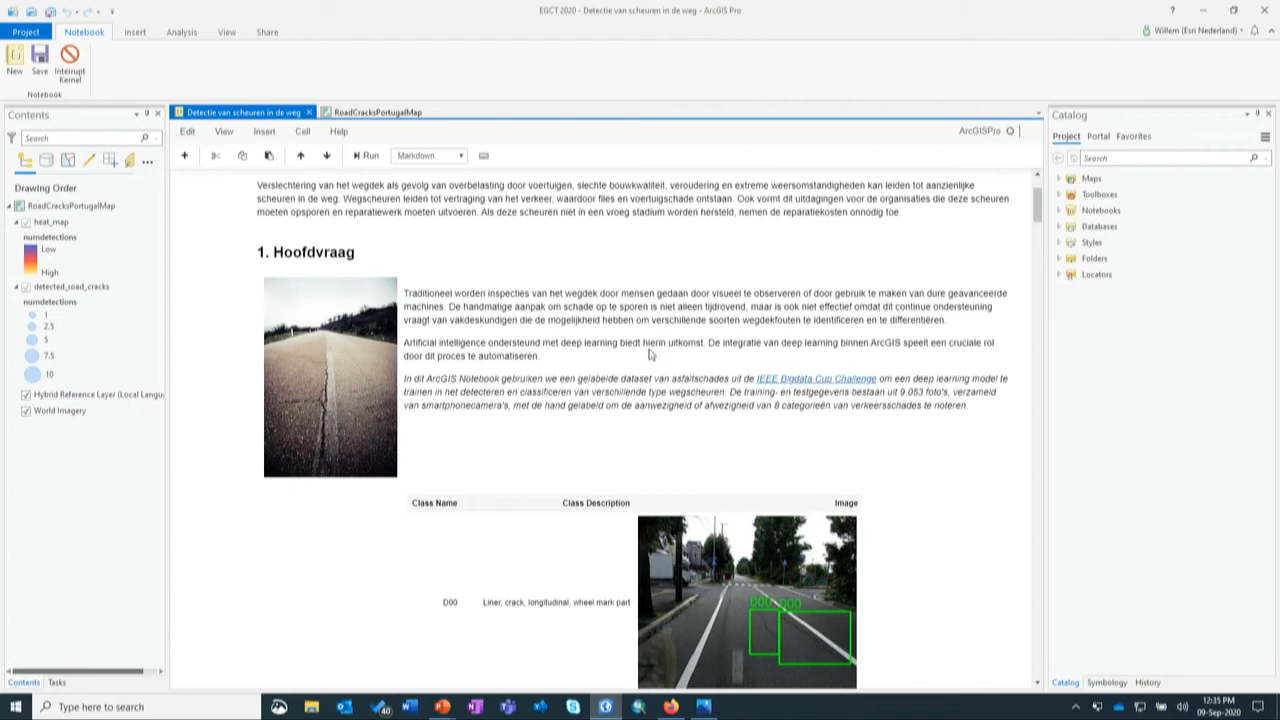 EGCT 2020 - Detectie van scheuren in de weg - ArcGIS Pro
Project Notebook Insert Analysis View Share
Willem (Esri Nederland)
New Save Interrupt Kernel
Notebook
Contents
Search
Drawing Order
RoadCracksPortugalMap
heat_map
numdetections
Low
High
detected_road_cracks
numdetections
1
2.5
5
7.5
10
Hybrid Reference Layer (Local Langu
World Imagery
Contents Tasks
Detectie van scheuren in de weg RoadCracksPortugalMap
Edit View Insert Cell Help
ArcGISPro
Run Markdown
Verslechtering van het wegdek als gevolg van overbelasting door voertuigen, slechte bouwkwaliteit, veroudering en extreme weersomstandigheden kan leiden tot aanzienlijke
scheuren in de weg. Wegscheuren leiden tot vertraging van het verkeer, waardoor files en voertuigschade ontstaan. Ook vormt dit uitdagingen voor de organisaties die deze scheuren
moeten opsporen en reparatiewerk moeten uitvoeren. Als deze scheuren niet in een vroeg stadium worden hersteld, nemen de reparatiekosten onnodig toe.
1. Hoofdvraag
Traditioneel worden inspecties van het wegdek door mensen gedaan door visueel te observeren of door gebruik te maken van dure geavanceerde
machines. De handmatige aanpak om schade op te sporen is niet alleen tijdrovend, maar is ook niet effectief omdat dit continue ondersteuning
vraagt van vakdeskundigen die de mogelijkheid hebben om verschillende soorten wegdekfouten te identificeren en te differentiëren.
Artificial intelligence ondersteund met deep learning biedt hierin uitkomst. De integratie van deep learning binnen ArcGIS speelt een cruciale rol
door dit proces te automatiseren.
In dit ArcGIS Notebook gebruiken we een gelabelde dataset van asfaltschades uit de IEEE Bigdata Cup Challenge om een deep learning model te
trainen in het detecteren en classificeren van verschillende type wegscheuren. De training- en testgegevens bestaan uit 9.053 foto's, verzameld
van smartphonecamera's, met de hand gelabeld om de aanwezigheid of afwezigheid van 8 categorieën van verkeersschades te noteren.
Class Name Class Description Image
D00 Liner, crack, longitudinal, wheel mark part
D00 D00
Catalog
Project Portal Favorites
Search
Maps
Toolboxes
Notebooks
Databases
Styles
Folders
Locators
Catalog Symbology History
Type here to search
40
12:35 PM
09-Sep-2020